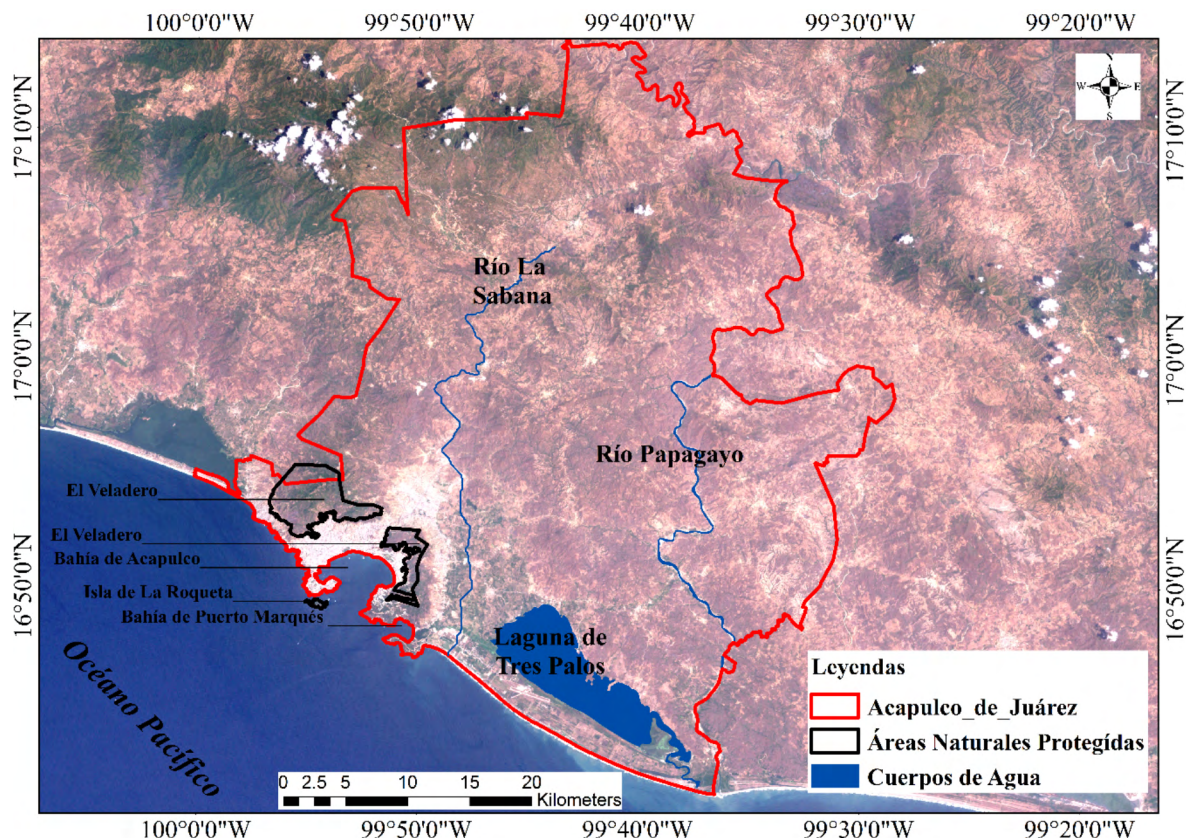 100°0'0"W
99°50'0"W
99°40'0"W
99°30'0"W
99°20'0"W
17°10'0"N
17°10'0"N
W
E
S
Río La
Sabana
17°0'0"N
17°0'0"N
Río Papagayo
El Veladero
El Veladero
Bahía de Acapulco
Isla de La Roqueta
Bahía de Puerto Marqués
16°50'0"N
16°50'0"N
Laguna de
Tres Palos
Océano Pacífico
Leyendas
Acapulco_de_Juárez
Áreas Naturales Protegídas
Cuerpos de Agua
0 2.5 5 10 15 20
Kilometers
100°0'0"W
99°50'0"W
99°40'0"W
99°30'0"W
99°20'0"W